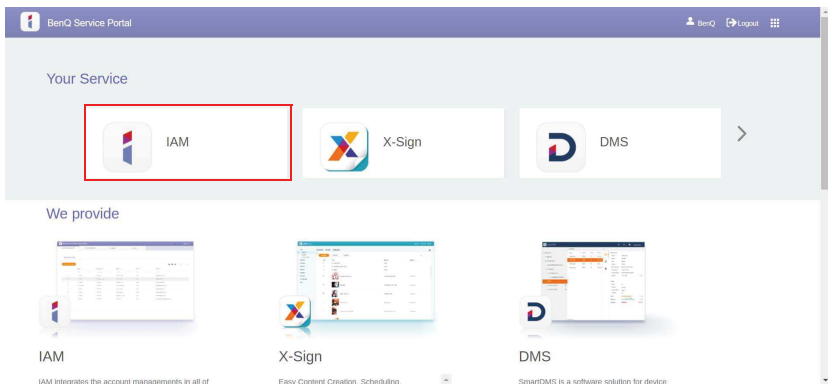 BenQ Service Portal
BenQ
Logout
Your Service
IAM
X-Sign
DMS
We provide
IAM
X-Sign
DMS
IAM integrates the account managements in all of
Easy Content Creation, Scheduling,
SmartDMS is a software solution for device